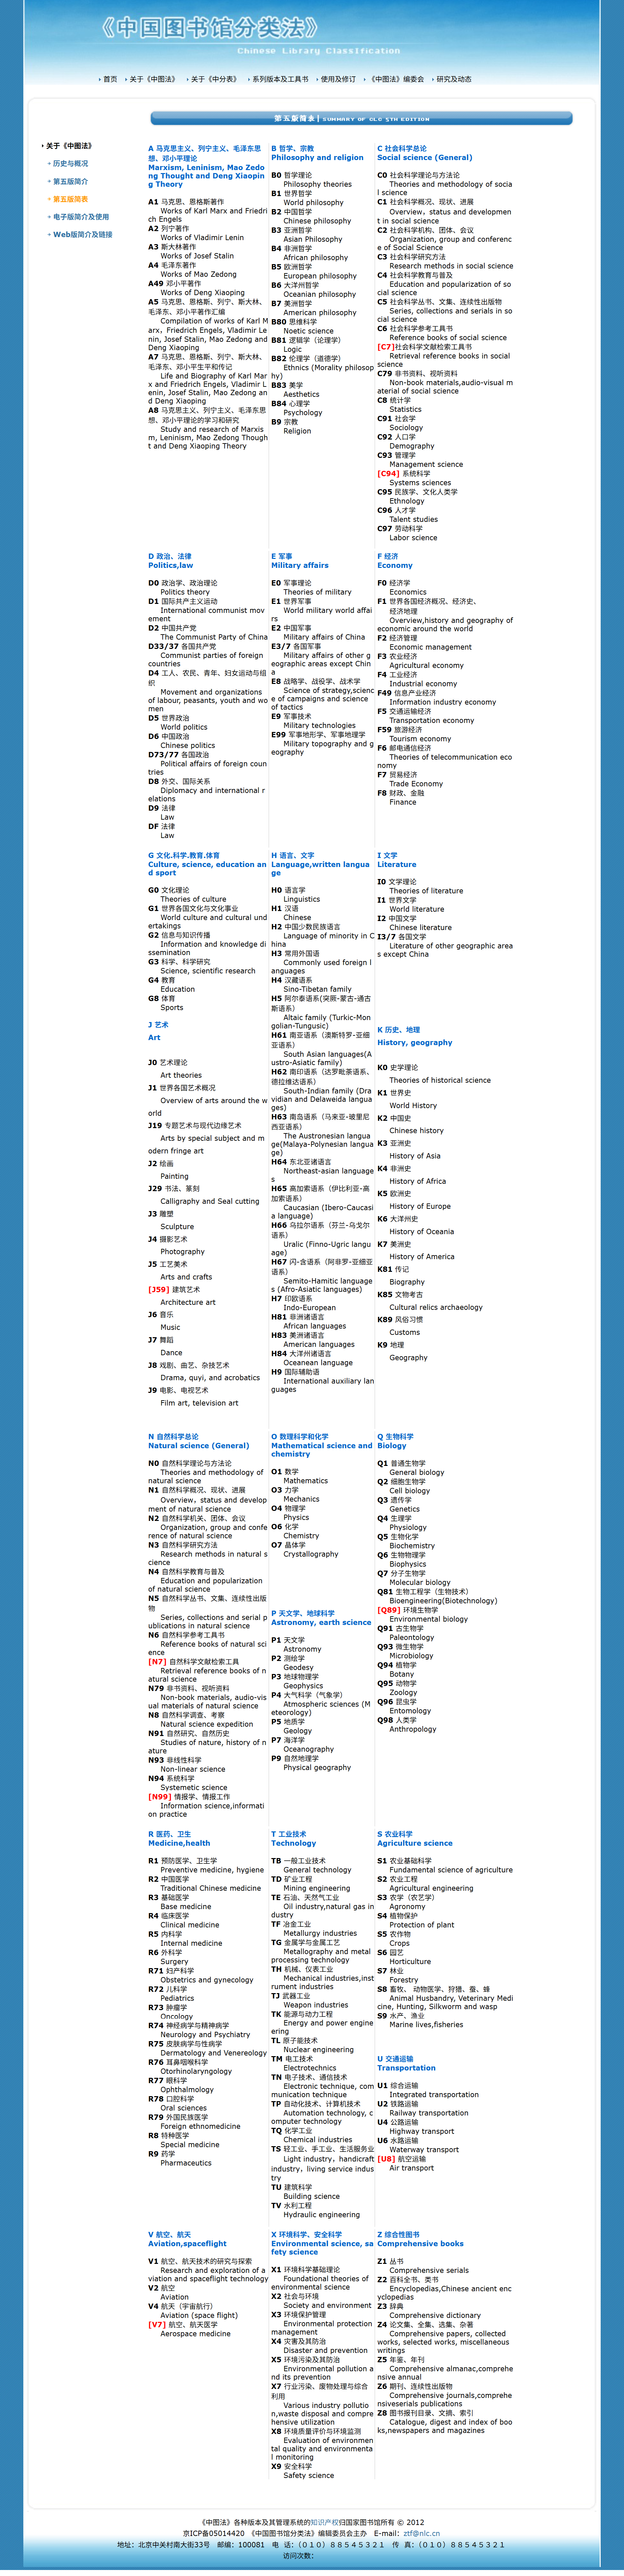 《中国图书馆分类法》
Chinese Library Classification
首页 关于《中图法》 关于《中分表》 系列版本及工具书 使用及修订 《中图法》编委会 研究及动态
第五版简表 | SUMMARY OF CLC 5TH EDITION
关于《中图法》
+ 历史与概况
+ 第五版简介
+ 第五版简表
+ 电子版简介及使用
+ Web版简介及链接
A 马克思主义、列宁主义、毛泽东思
想、邓小平理论
Marxism, Leninism, Mao Zedo
ng Thought and Deng Xiaopin
g Theory
A1 马克思、恩格斯著作
Works of Karl Marx and Friedri
ch Engels
A2 列宁著作
Works of Vladimir Lenin
A3 斯大林著作
Works of Josef Stalin
A4 毛泽东著作
Works of Mao Zedong
A49 邓小平著作
Works of Deng Xiaoping
A5 马克思、恩格斯、列宁、斯大林、
毛泽东、邓小平著作汇编
Compilation of works of Karl M
arx, Friedrich Engels, Vladimir Le
nin, Josef Stalin, Mao Zedong and
Deng Xiaoping
A7 马克思、恩格斯、列宁、斯大林、
毛泽东、邓小平生平和传记
Life and Biography of Karl Mar
x and Friedrich Engels, Vladimir L
enin, Josef Stalin, Mao Zedong an
d Deng Xiaoping
A8 马克思主义、列宁主义、毛泽东思
想、邓小平理论的学习和研究
Study and research of Marxis
m, Leninism, Mao Zedong Though
t and Deng Xiaoping Theory
B 哲学、宗教
Philosophy and religion
B0 哲学理论
Philosophy theories
B1 世界哲学
World philosophy
B2 中国哲学
Chinese philosophy
B3 亚洲哲学
Asian Philosophy
B4 非洲哲学
African philosophy
B5 欧洲哲学
European philosophy
B6 大洋州哲学
Oceanian philosophy
B7 美洲哲学
American philosophy
B80 思维科学
Noetic science
B81 逻辑学（论理学）
Logic
B82 伦理学（道德学）
Ethnics (Morality philosop
hy)
B83 美学
Aesthetics
B84 心理学
Psychology
B9 宗教
Religion
C 社会科学总论
Social science (General)
C0 社会科学理论与方法论
Theories and methodology of socia
l science
C1 社会科学概况、现状、进展
Overview, status and developmen
t in social science
C2 社会科学机构、团体、会议
Organization, group and conferenc
e of Social Science
C3 社会科学研究方法
Research methods in social science
C4 社会科学教育与普及
Education and popularization of so
cial science
C5 社会科学丛书、文集、连续性出版物
Series, collections and serials in so
cial science
C6 社会科学参考工具书
Reference books of social science
[C7]社会科学文献检索工具书
Retrieval reference books in social
science
C79 非书资料、视听资料
Non-book materials,audio-visual m
aterial of social science
C8 统计学
Statistics
C91 社会学
Sociology
C92 人口学
Demography
C93 管理学
Management science
[C94] 系统科学
Systems sciences
C95 民族学、文化人类学
Ethnology
C96 人才学
Talent studies
C97 劳动科学
Labor science
D 政治、法律
Politics,law
D0 政治学、政治理论
Politics theory
D1 国际共产主义运动
International communist mov
ement
D2 中国共产党
The Communist Party of China
D33/37 各国共产党
Communist parties of foreign
countries
D4 工人、农民、青年、妇女运动与组
织
Movement and organizations
of labour, peasants, youth and wo
men
D5 世界政治
World politics
D6 中国政治
Chinese politics
D73/77 各国政治
Political affairs of foreign coun
tries
D8 外交、国际关系
Diplomacy and international r
elations
D9 法律
Law
DF 法律
Law
E 军事
Military affairs
E0 军事理论
Theories of military
E1 世界军事
World military world affai
rs
E2 中国军事
Military affairs of China
E3/7 各国军事
Military affairs of other g
eographic areas except Chin
a
E8 战略学、战役学、战术学
Science of strategy,scienc
e of campaigns and science
of tactics
E9 军事技术
Military technologies
E99 军事地形学、军事地理学
Military topography and g
eography
F 经济
Economy
F0 经济学
Economics
F1 世界各国经济概况、经济史、
经济地理
Overview,history and geography of
economic around the world
F2 经济管理
Economic management
F3 农业经济
Agricultural economy
F4 工业经济
Industrial economy
F49 信息产业经济
Information industry economy
F5 交通运输经济
Transportation economy
F59 旅游经济
Tourism economy
F6 邮电通信经济
Theories of telecommunication eco
nomy
F7 贸易经济
Trade Economy
F8 财政、金融
Finance
G 文化.科学.教育.体育
Culture, science, education an
d sport
G0 文化理论
Theories of culture
G1 世界各国文化与文化事业
World culture and cultural und
ertakings
G2 信息与知识传播
Information and knowledge di
ssemination
G3 科学、科学研究
Science, scientific research
G4 教育
Education
G8 体育
Sports
J 艺术
Art
J0 艺术理论
Art theories
J1 世界各国艺术概况
Overview of arts around the w
orld
J19 专题艺术与现代边缘艺术
Arts by special subject and m
odern fringe art
J2 绘画
Painting
J29 书法、篆刻
Calligraphy and Seal cutting
J3 雕塑
Sculpture
J4 摄影艺术
Photography
J5 工艺美术
Arts and crafts
[J59] 建筑艺术
Architecture art
J6 音乐
Music
J7 舞蹈
Dance
J8 戏剧、曲艺、杂技艺术
Drama, quyi, and acrobatics
J9 电影、电视艺术
Film art, television art
H 语言、文字
Language,written langua
ge
H0 语言学
Linguistics
H1 汉语
Chinese
H2 中国少数民族语言
Language of minority in C
hina
H3 常用外国语
Commonly used foreign l
anguages
H4 汉藏语系
Sino-Tibetan family
H5 阿尔泰语系(突厥-蒙古-通古
斯语系）
Altaic family (Turkic-Mon
golian-Tungusic)
H61 南亚语系（澳斯特罗-亚细
亚语系）
South Asian languages(A
ustro-Asiatic family)
H62 南印语系（达罗毗荼语系、
德拉维达语系）
South-Indian family (Dra
vidian and Delaweida langua
ges)
H63 南岛语系（马来亚-玻里尼
西亚语系）
The Austronesian langua
ge(Malaya-Polynesian langua
ge)
H64 东北亚诸语言
Northeast-asian language
s
H65 高加索语系（伊比利亚-高
加索语系）
Caucasian (Ibero-Caucasi
a language)
H66 乌拉尔语系（芬兰-乌戈尔
语系）
Uralic (Finno-Ugric langu
age)
H67 闪-含语系（阿非罗-亚细亚
语系）
Semito-Hamitic language
s (Afro-Asiatic languages)
H7 印欧语系
Indo-European
H81 非洲诸语言
African languages
H83 美洲诸语言
American languages
H84 大洋州诸语言
Oceanean language
H9 国际辅助语
International auxiliary lan
guages
I 文学
Literature
I0 文学理论
Theories of literature
I1 世界文学
World literature
I2 中国文学
Chinese literature
I3/7 各国文学
Literature of other geographic area
s except China
K 历史、地理
History, geography
K0 史学理论
Theories of historical science
K1 世界史
World History
K2 中国史
Chinese history
K3 亚洲史
History of Asia
K4 非洲史
History of Africa
K5 欧洲史
History of Europe
K6 大洋州史
History of Oceania
K7 美洲史
History of America
K81 传记
Biography
K85 文物考古
Cultural relics archaeology
K89 风俗习惯
Customs
K9 地理
Geography
N 自然科学总论
Natural science (General)
N0 自然科学理论与方法论
Theories and methodology of
natural science
N1 自然科学概况、现状、进展
Overview, status and develop
ment of natural science
N2 自然科学机关、团体、会议
Organization, group and confe
rence of natural science
N3 自然科学研究方法
Research methods in natural s
cience
N4 自然科学教育与普及
Education and popularization
of natural science
N5 自然科学丛书、文集、连续性出版
物
Series, collections and serial p
ublications in natural science
N6 自然科学参考工具书
Reference books of natural sci
ence
[N7] 自然科学文献检索工具
Retrieval reference books of n
atural science
N79 非书资料、视听资料
Non-book materials, audio-vis
ual materials of natural science
N8 自然科学调查、考察
Natural science expedition
N91 自然研究、自然历史
Studies of nature, history of n
ature
N93 非线性科学
Non-linear science
N94 系统科学
Systemetic science
[N99] 情报学、情报工作
Information science,informati
on practice
O 数理科学和化学
Mathematical science and
chemistry
O1 数学
Mathematics
O3 力学
Mechanics
O4 物理学
Physics
O6 化学
Chemistry
O7 晶体学
Crystallography
P 天文学、地球科学
Astronomy, earth science
P1 天文学
Astronomy
P2 测绘学
Geodesy
P3 地球物理学
Geophysics
P4 大气科学（气象学）
Atmospheric sciences (M
eteorology)
P5 地质学
Geology
P7 海洋学
Oceanography
P9 自然地理学
Physical geography
Q 生物科学
Biology
Q1 普通生物学
General biology
Q2 细胞生物学
Cell biology
Q3 遗传学
Genetics
Q4 生理学
Physiology
Q5 生物化学
Biochemistry
Q6 生物物理学
Biophysics
Q7 分子生物学
Molecular biology
Q81 生物工程学（生物技术）
Bioengineering(Biotechnology)
[Q89] 环境生物学
Environmental biology
Q91 古生物学
Paleontology
Q93 微生物学
Microbiology
Q94 植物学
Botany
Q95 动物学
Zoology
Q96 昆虫学
Entomology
Q98 人类学
Anthropology
R 医药、卫生
Medicine,health
R1 预防医学、卫生学
Preventive medicine, hygiene
R2 中国医学
Traditional Chinese medicine
R3 基础医学
Base medicine
R4 临床医学
Clinical medicine
R5 内科学
Internal medicine
R6 外科学
Surgery
R71 妇产科学
Obstetrics and gynecology
R72 儿科学
Pediatrics
R73 肿瘤学
Oncology
R74 神经病学与精神病学
Neurology and Psychiatry
R75 皮肤病学与性病学
Dermatology and Venereology
R76 耳鼻咽喉科学
Otorhinolaryngology
R77 眼科学
Ophthalmology
R78 口腔科学
Oral sciences
R79 外国民族医学
Foreign ethnomedicine
R8 特种医学
Special medicine
R9 药学
Pharmaceutics
T 工业技术
Technology
TB 一般工业技术
General technology
TD 矿业工程
Mining engineering
TE 石油、天然气工业
Oil industry,natural gas in
dustry
TF 冶金工业
Metallurgy industries
TG 金属学与金属工艺
Metallography and metal
processing technology
TH 机械、仪表工业
Mechanical industries,inst
rument industries
TJ 武器工业
Weapon industries
TK 能源与动力工程
Energy and power engine
ering
TL 原子能技术
Nuclear engineering
TM 电工技术
Electrotechnics
TN 电子技术、通信技术
Electronic technique, com
munication technique
TP 自动化技术、计算机技术
Automation technology, c
omputer technology
TQ 化学工业
Chemical industries
TS 轻工业、手工业、生活服务业
Light industry, handicraft
industry, living service indus
try
TU 建筑科学
Building science
TV 水利工程
Hydraulic engineering
S 农业科学
Agriculture science
S1 农业基础科学
Fundamental science of agriculture
S2 农业工程
Agricultural engineering
S3 农学（农艺学）
Agronomy
S4 植物保护
Protection of plant
S5 农作物
Crops
S6 园艺
Horticulture
S7 林业
Forestry
S8 畜牧、 动物医学、狩猎、蚕、蜂
Animal Husbandry, Veterinary Medi
cine, Hunting, Silkworm and wasp
S9 水产、渔业
Marine lives,fisheries
U 交通运输
Transportation
U1 综合运输
Integrated transportation
U2 铁路运输
Railway transportation
U4 公路运输
Highway transport
U6 水路运输
Waterway transport
[U8] 航空运输
Air transport
V 航空、航天
Aviation,spaceflight
V1 航空、航天技术的研究与探索
Research and exploration of a
viation and spaceflight technology
V2 航空
Aviation
V4 航天（宇宙航行）
Aviation (space flight)
[V7] 航空、航天医学
Aerospace medicine
X 环境科学、安全科学
Environmental science, sa
fety science
X1 环境科学基础理论
Foundational theories of
environmental science
X2 社会与环境
Society and environment
X3 环境保护管理
Environmental protection
management
X4 灾害及其防治
Disaster and prevention
X5 环境污染及其防治
Environmental pollution a
nd its prevention
X7 行业污染、废物处理与综合
利用
Various industry pollutio
n,waste disposal and compre
hensive utilization
X8 环境质量评价与环境监测
Evaluation of environmen
tal quality and environmenta
l monitoring
X9 安全科学
Safety science
Z 综合性图书
Comprehensive books
Z1 丛书
Comprehensive serials
Z2 百科全书、类书
Encyclopedias,Chinese ancient enc
yclopedias
Z3 辞典
Comprehensive dictionary
Z4 论文集、全集、选集、杂著
Comprehensive papers, collected
works, selected works, miscellaneous
writings
Z5 年鉴、年刊
Comprehensive almanac,comprehe
nsive annual
Z6 期刊、连续性出版物
Comprehensive journals,comprehe
nsiveserials publications
Z8 图书报刊目录、文摘、索引
Catalogue, digest and index of boo
ks,newspapers and magazines
《中图法》各种版本及其管理系统的知识产权归国家图书馆所有 © 2012
京ICP备05014420 《中国图书馆分类法》编辑委员会主办 E-mail: ztf@nlc.cn
地址: 北京中关村南大街33号 邮编: 100081 电 话:（０１０）８８５４５３２１ 传 真:（０１０）８８５４５３２１
访问次数: